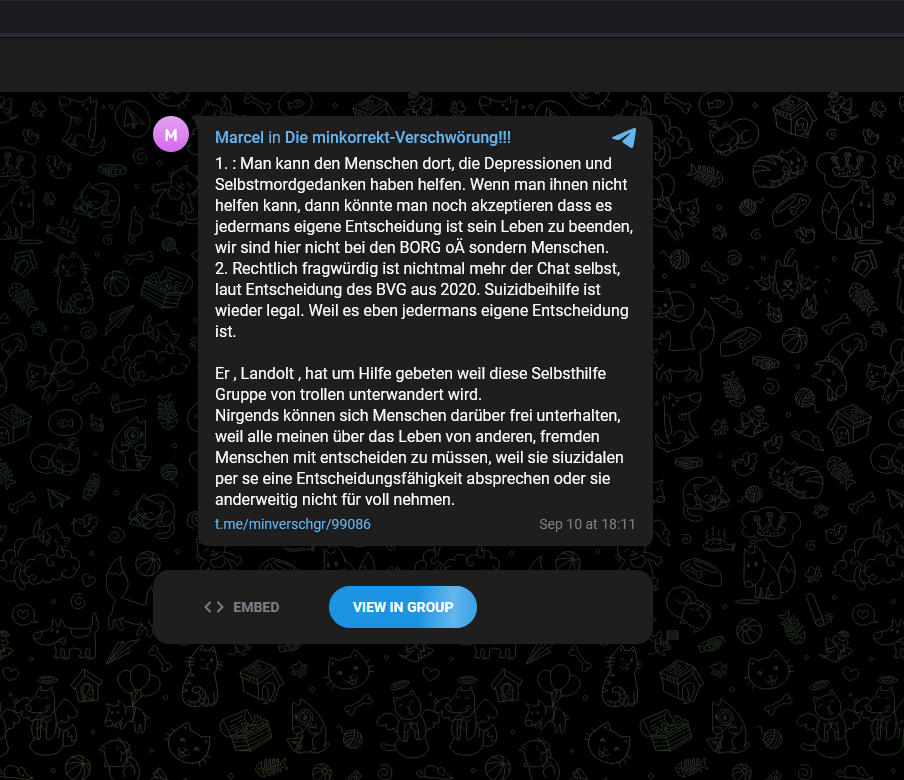 M
Marcel in Die minkorrekt-Verschwörung!!!
1. : Man kann den Menschen dort, die Depressionen und
Selbstmordgedanken haben helfen. Wenn man ihnen nicht
helfen kann, dann könnte man noch akzeptieren dass es
jedermans eigene Entscheidung ist sein Leben zu beenden,
wir sind hier nicht bei den BORG oÄ sondern Menschen.
2. Rechtlich fragwürdig ist nichtmal mehr der Chat selbst,
laut Entscheidung des BVG aus 2020. Suizidbeihilfe ist
wieder legal. Weil es eben jedermans eigene Entscheidung
ist.
Er , Landolt , hat um Hilfe gebeten weil diese Selbsthilfe
Gruppe von trollen unterwandert wird.
Nirgends können sich Menschen darüber frei unterhalten,
weil alle meinen über das Leben von anderen, fremden
Menschen mit entscheiden zu müssen, weil sie siuzidalen
per se eine Entscheidungsfähigkeit absprechen oder sie
anderweitig nicht für voll nehmen.
t.me/minverschgr/99086 Sep 10 at 18:11
EMBED VIEW IN GROUP